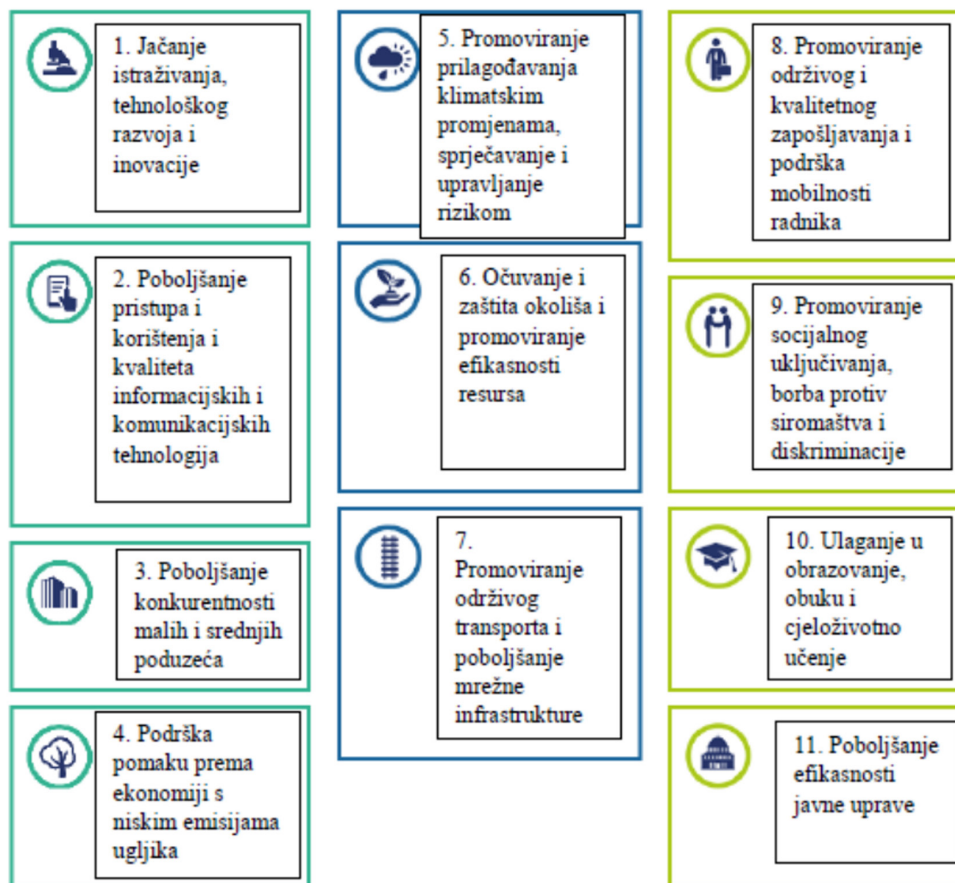 1. Jačanje
istraživanja,
tehnološkog
razvoja i
inovacije
2. Poboljšanje
pristupa i
korištenja i
kvaliteta
informacijskih i
komunikacijskih
tehnologija
3. Poboljšanje
konkurentnosti
malih i srednjih
poduzeća
4. Podrška
pomaku prema
ekonomiji s
niskim emisijama
ugljika
5. Promoviranje
prilagođavanja
klimatskim
promjenama,
sprječavanje i
upravljanje
rizikom
6. Očuvanje i
zaštita okoliša i
promoviranje
efikasnosti
resursa
7.
Promoviranje
održivog
transporta i
poboljšanje
mrežne
infrastrukture
8. Promoviranje
održivog i
kvalitetnog
zapošljavanja i
podrška
mobilnosti
radnika
9. Promoviranje
socijalnog
uključivanja,
borba protiv
siromaštva i
diskriminacije
10. Ulaganje u
obrazovanje,
obuku i
cjeloživotno
učenje
11. Poboljšanje
efikasnosti
javne uprave